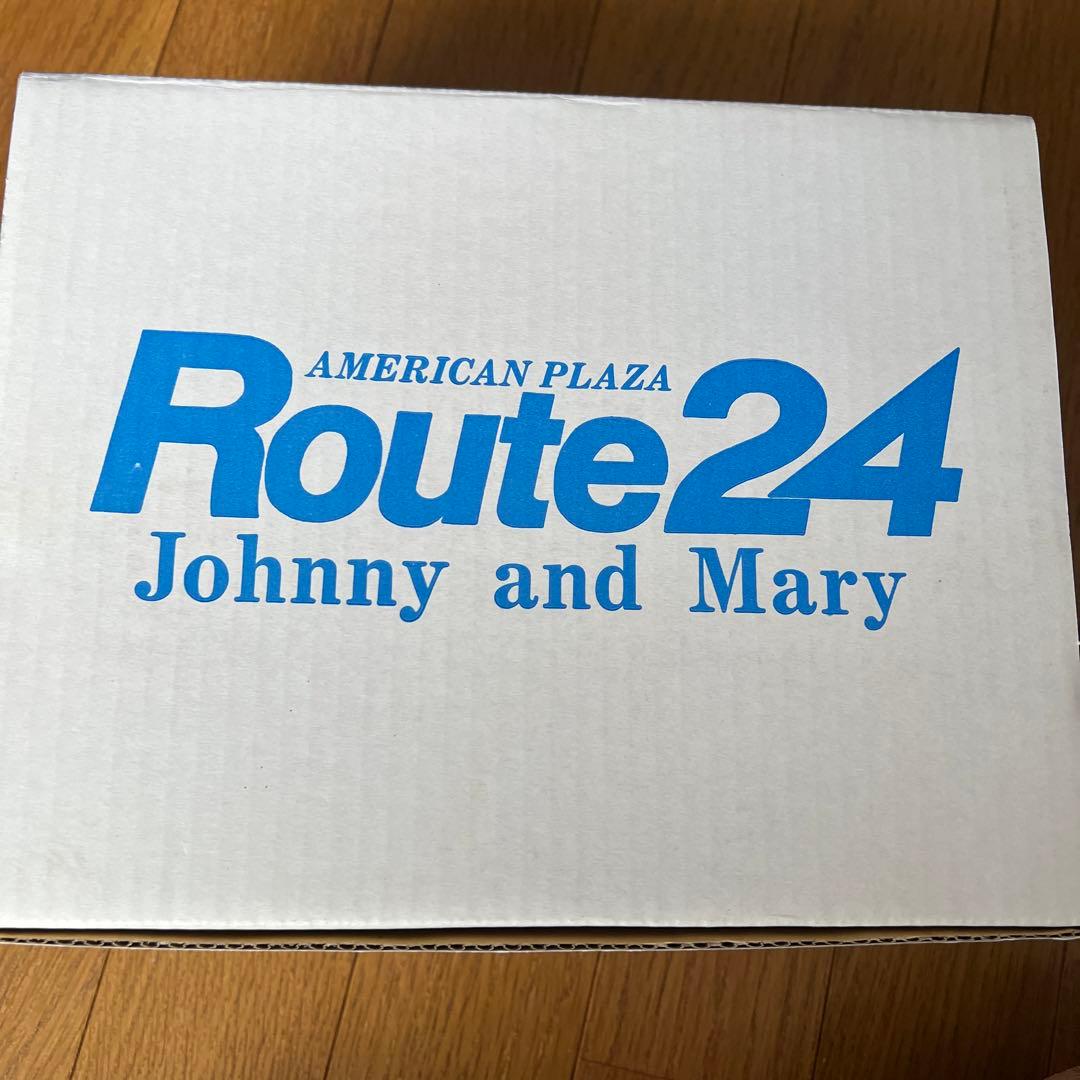 AMERICAN PLAZA
Route24
Johnny and Mary